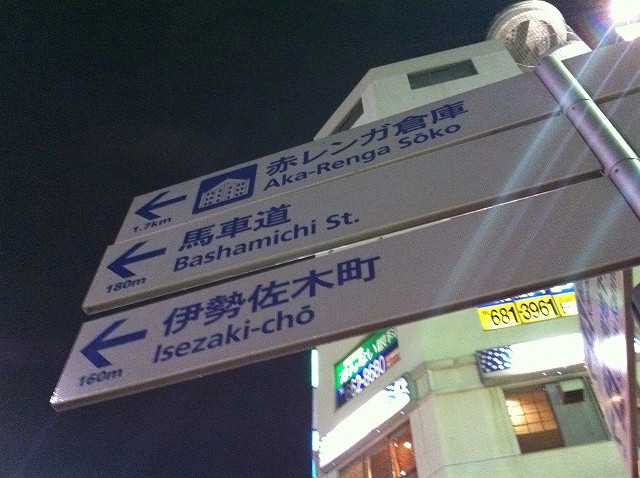 赤レンガ倉庫
Aka-Renga Sōko
1.7km
馬車道
Bashamichi St.
180m
伊勢佐木町
Isezaki-chō
160m
681-3961